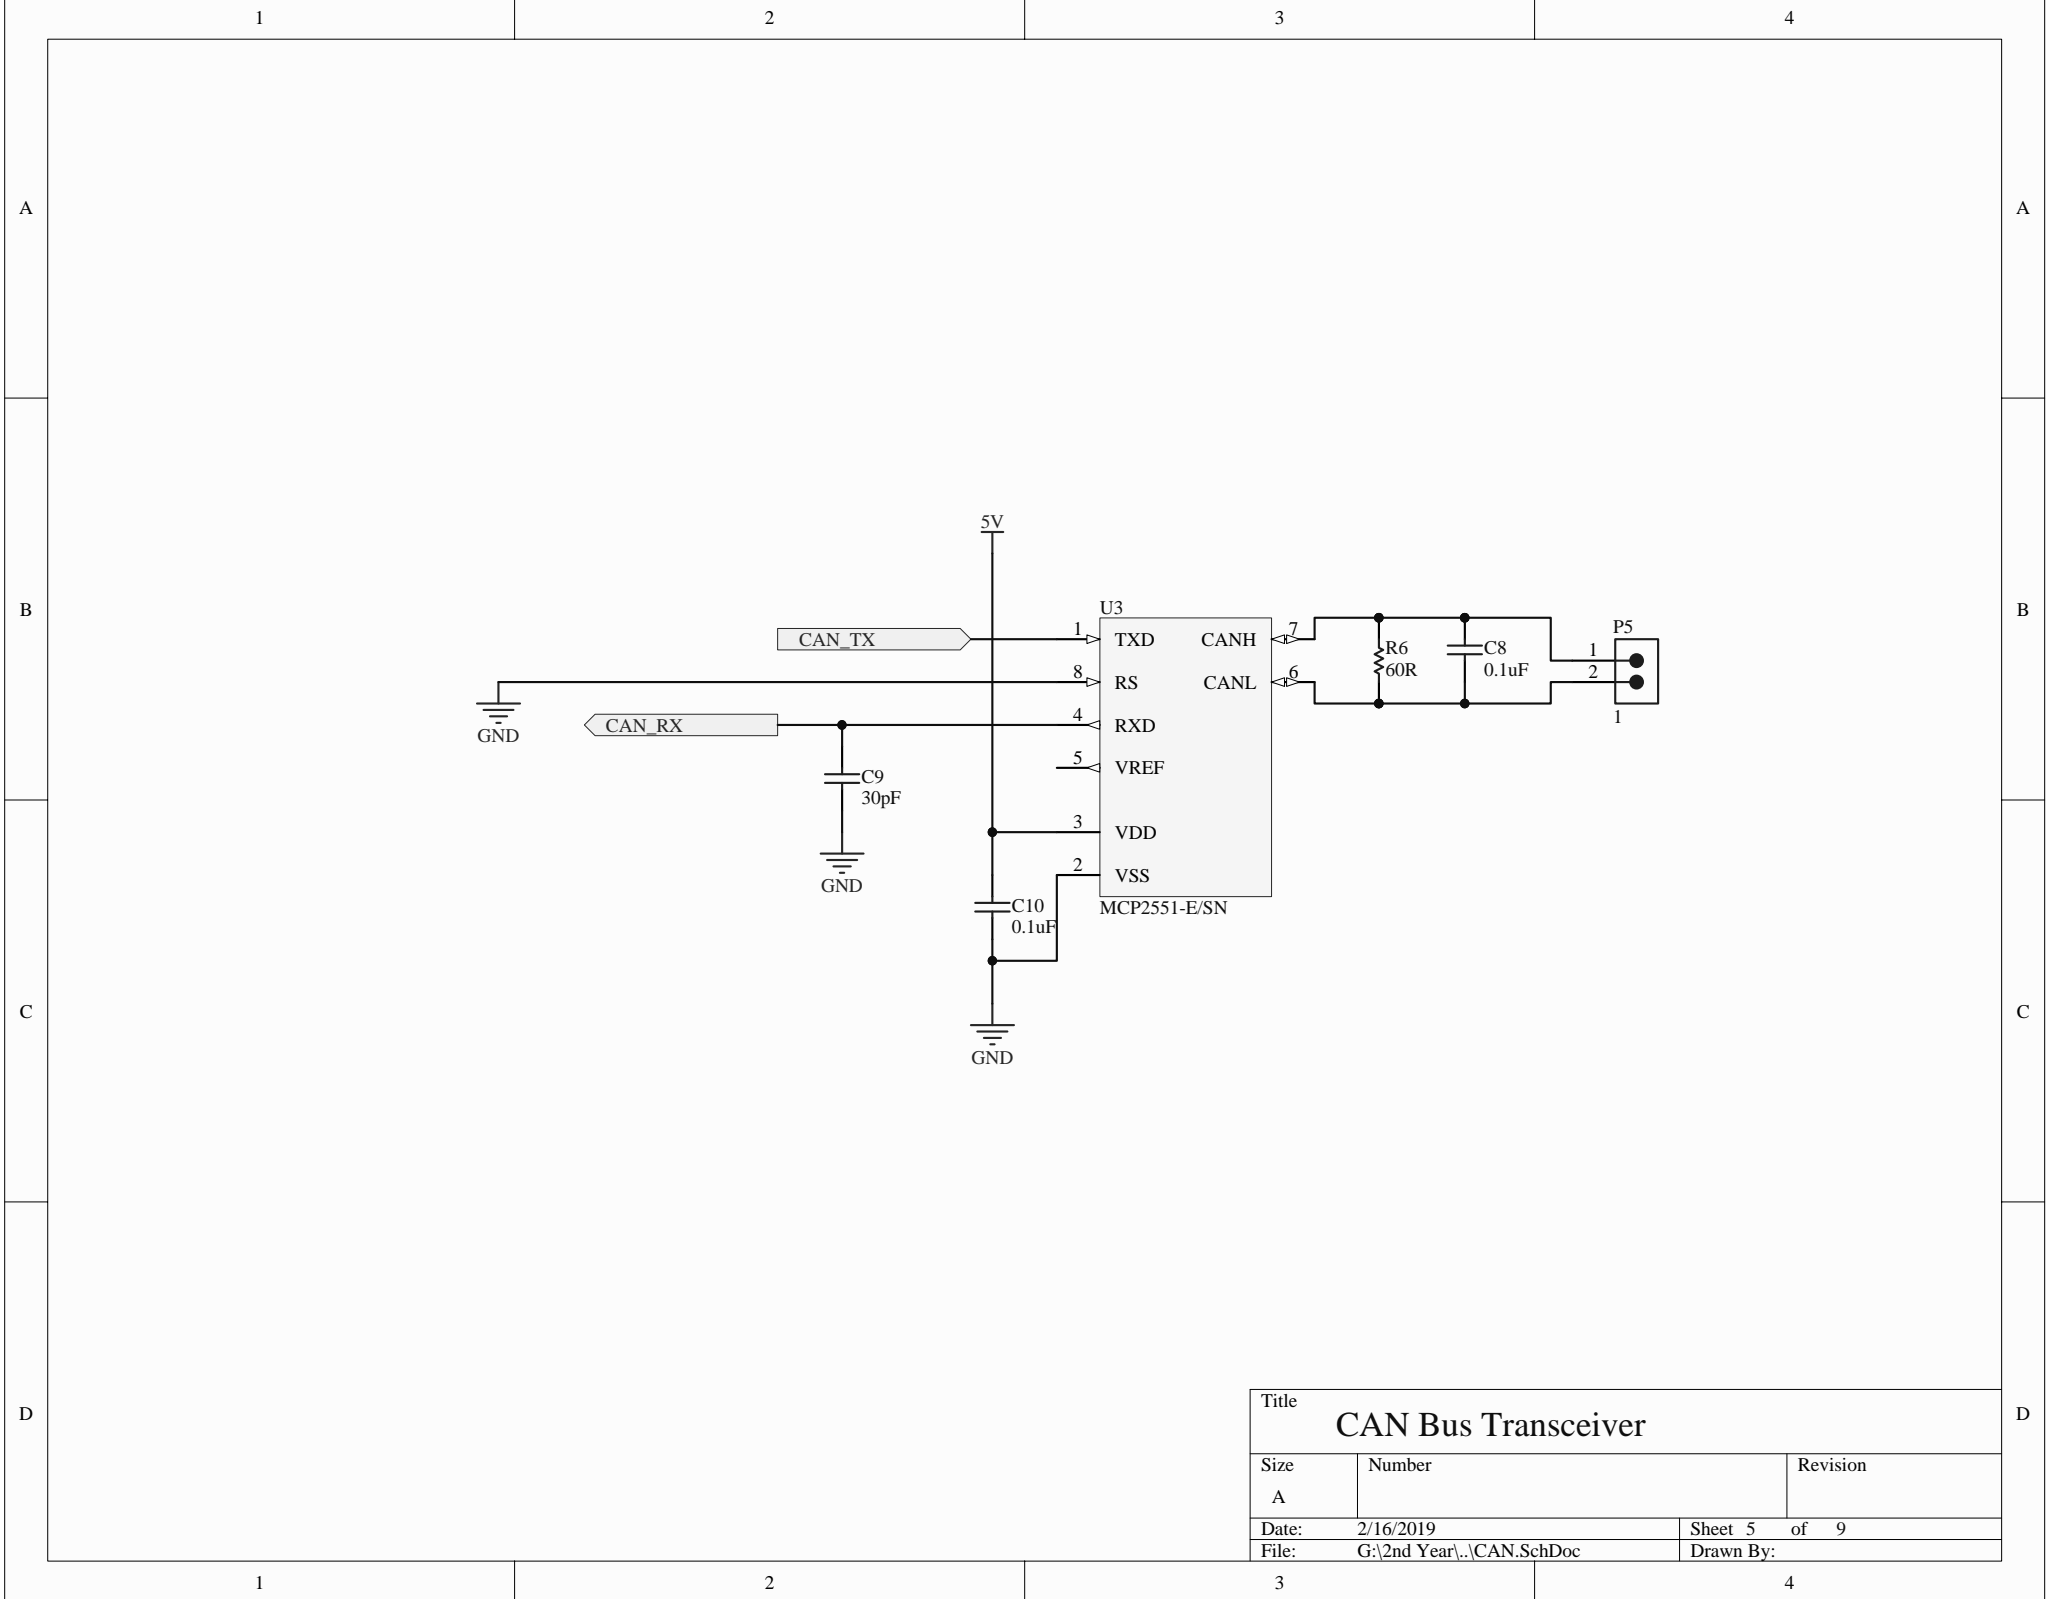 1 2 3 4
A A
5V
B B
U3
P5
CAN_TX 1 TXD CANH 7
R6 C8 1
60R 0.1uF 2
8 RS CANL 6
GND
CAN_RX 4 RXD
1
5 VREF
C9
30pF
3 VDD
GND
2 VSS
C10 MCP2551-E/SN
0.1uF
C C
GND
D D
Title
CAN Bus Transceiver
Size Number Revision
A
Date: 2/16/2019 Sheet 5 of 9
File: G:\2nd Year\..\CAN.SchDoc Drawn By:
1 2 3 4